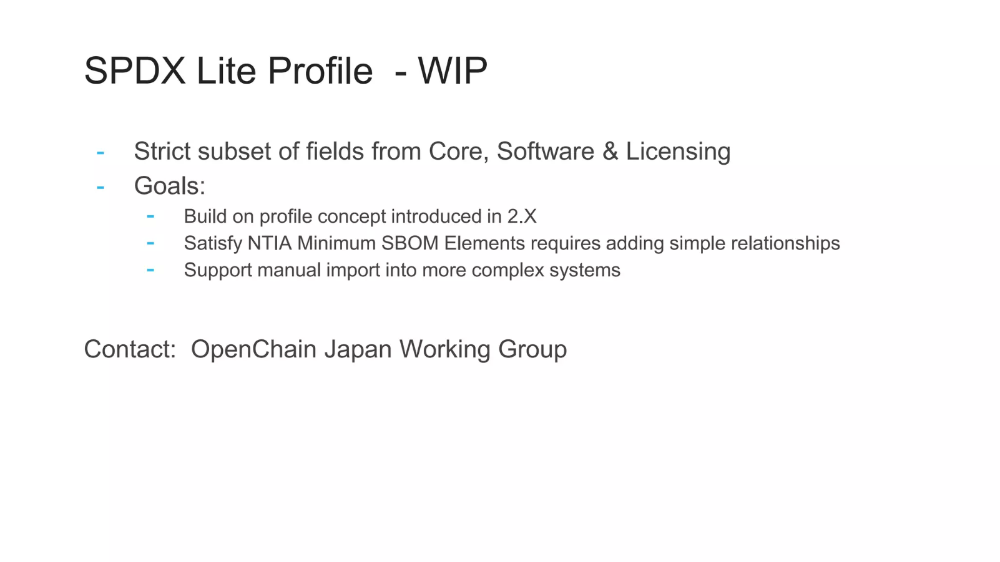 SPDX Lite Profile  - WIP
- Strict subset of fields from Core, Software & Licensing
- Goals:
- Build on profile concept introduced in 2.X
- Satisfy NTIA Minimum SBOM Elements requires adding simple relationships
- Support manual import into more complex systems
Contact:  OpenChain Japan Working Group